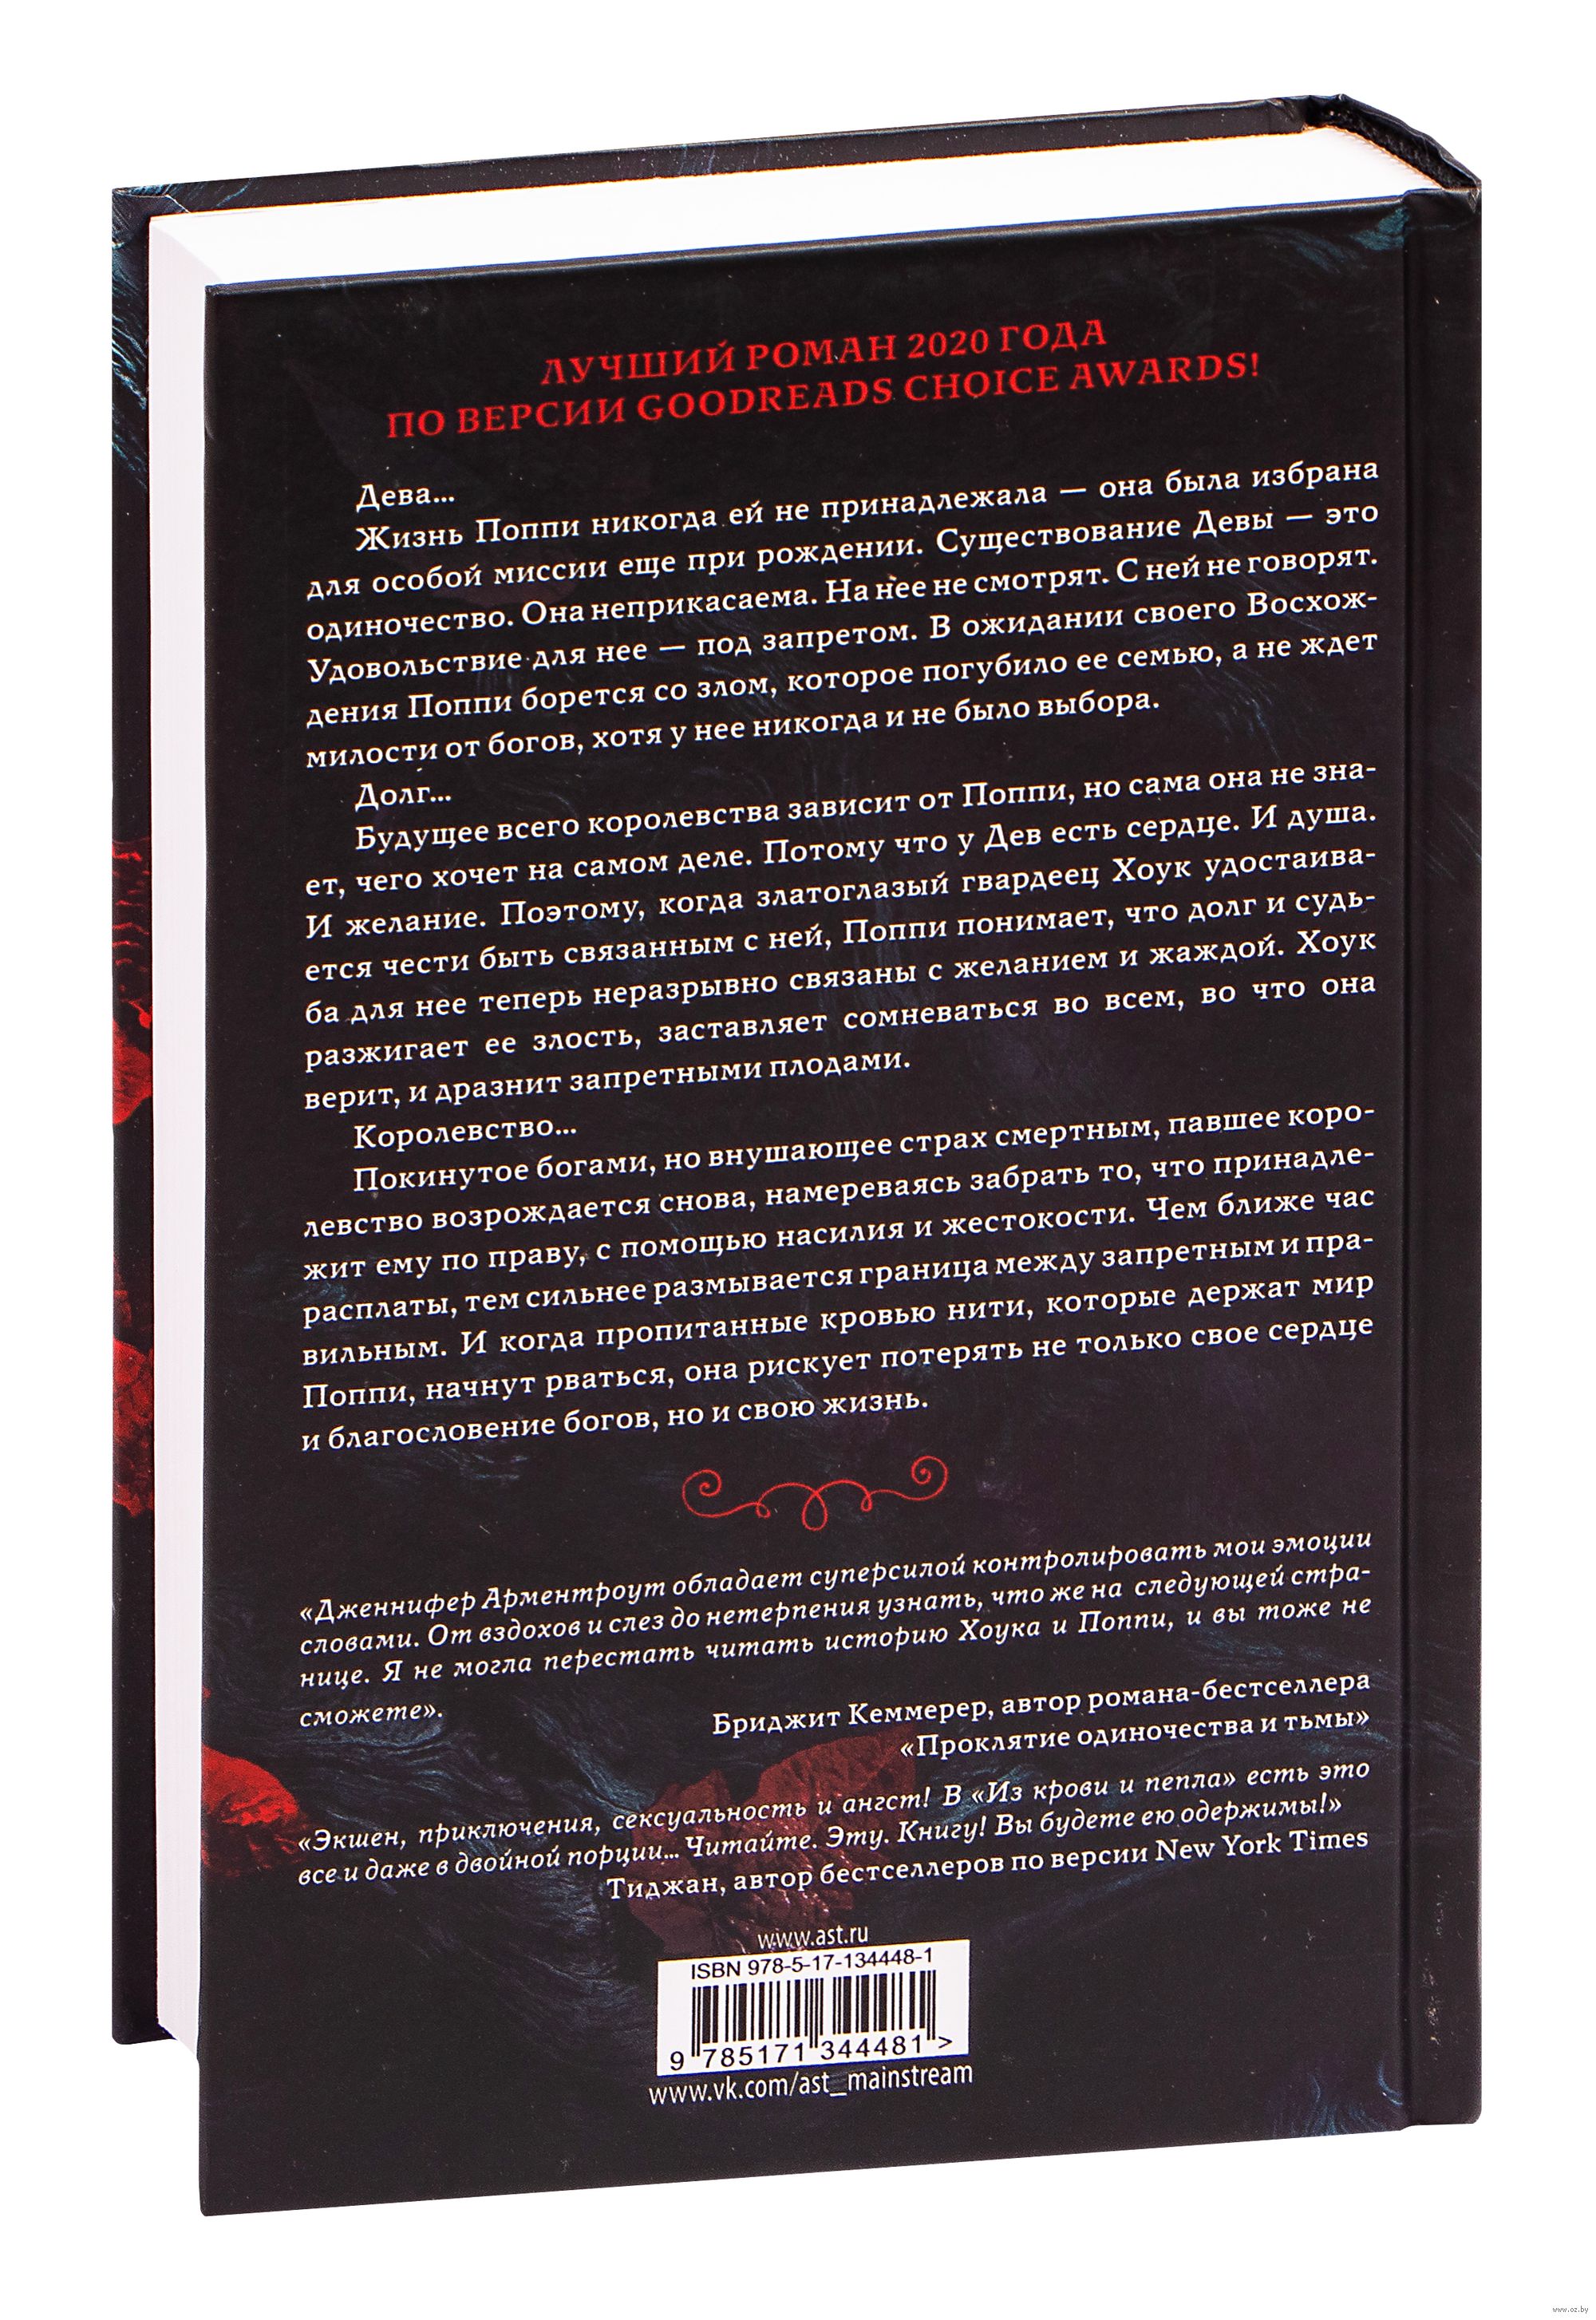 ЛУЧШИЙ РОМАН 2020 ГОДА
ПО ВЕРСИИ GOODREADS CHOICE AWARDS!
Дева...
Жизнь Поппи никогда ей не принадлежала — она была избрана
для особой миссии еще при рождении. Существование Девы — это
одиночество. Она неприкасаема. На нее не смотрят. С ней не говорят.
Удовольствие для нее — под запретом. В ожидании своего Восхож-
дения Поппи борется со злом, которое погубило ее семью, а не ждет
милости от богов, хотя у нее никогда и не было выбора.
Долг...
Будущее всего королевства зависит от Поппи, но сама она не зна-
ет, чего хочет на самом деле. Потому что у Дев есть сердце. И душа.
И желание. Поэтому, когда златоглазый гвардеец Хоук удостаива-
ется чести быть связанным с ней, Поппи понимает, что долг и судь-
ба для нее теперь неразрывно связаны с желанием и жаждой. Хоук
разжигает ее злость, заставляет сомневаться во всем, во что она
верит, и дразнит запретными плодами.
Королевство...
Покинутое богами, но внушающее страх смертным, павшее коро-
левство возрождается снова, намереваясь забрать то, что принадле-
жит ему по праву, с помощью насилия и жестокости. Чем ближе час
расплаты, тем сильнее размывается граница между запретным и пра-
вильным. И когда пропитанные кровью нити, которые держат мир
Поппи, начнут рваться, она рискует потерять не только свое сердце
и благословение богов, но и свою жизнь.
«Дженнифер Арментроут обладает суперсилой контролировать мои эмоции
словами. От вздохов и слез до нетерпения узнать, что же на следующей стра-
нице. Я не могла перестать читать историю Хоука и Поппи, и вы тоже не
сможете».
Бриджит Кеммерер, автор романа-бестселлера
«Проклятие одиночества и тьмы»
«Экшен, приключения, сексуальность и ангст! В «Из крови и пепла» есть это
все и даже в двойной порции... Читайте. Эту. Книгу! Вы будете ею одержимы!»
Тиджан, автор бестселлеров по версии New York Times
www.ast.ru
ISBN 978-5-17-134448-1
9 785171 344481 >
www.vk.com/ast_mainstream
www.oz.by